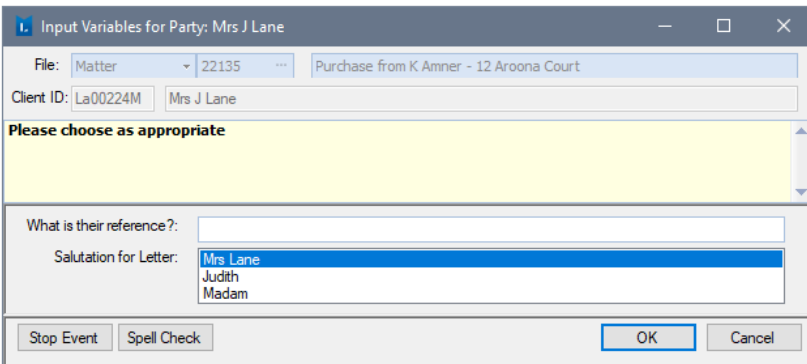 L Input Variables for Party: Mrs J Lane
File: Matter 22135 ... Purchase from K Amner - 12 Aroona Court
Client ID: La00224M Mrs J Lane
Please choose as appropriate
What is their reference?:
Salutation for Letter: Mrs Lane
Judith
Madam
Stop Event Spell Check OK Cancel